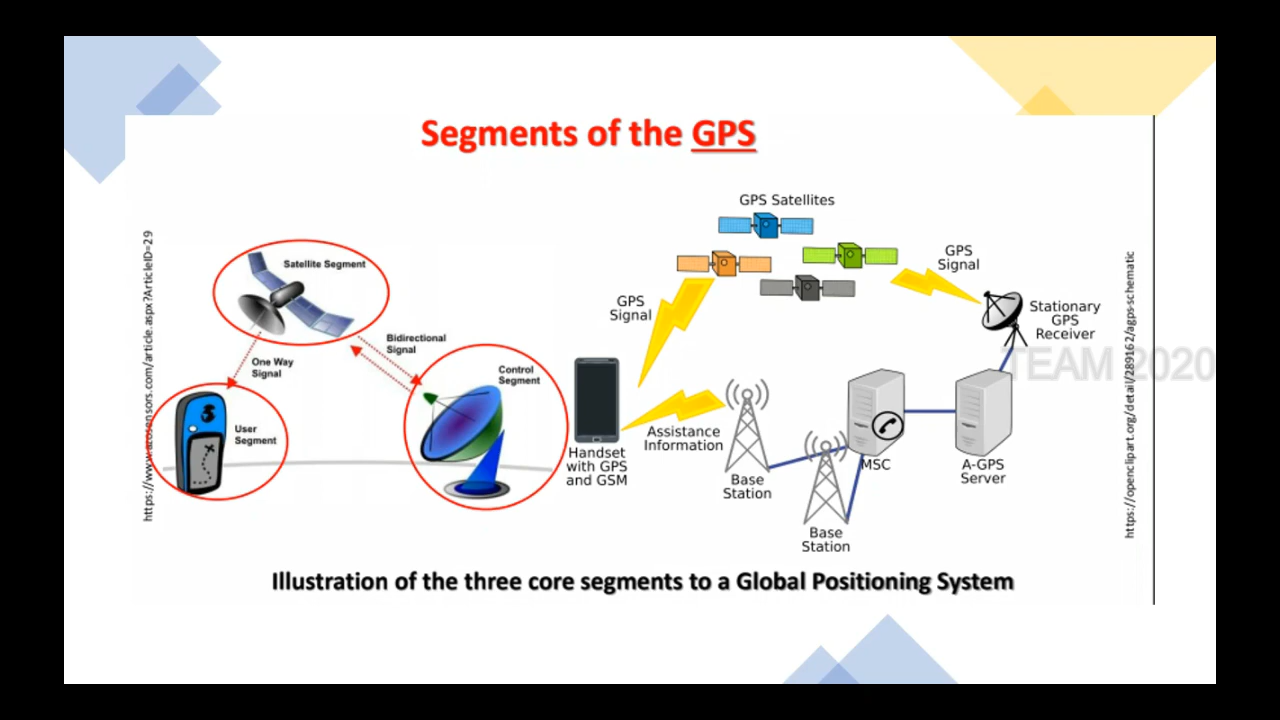 Segments of the GPS
https://www.acosensors.com/article.aspx?ArticleID=29
Satellite Segment
One Way
Signal
Bidirectional
Signal
User
Segment
Control
Segment
GPS Satellites
GPS
Signal
GPS
Signal
Stationary
GPS
Receiver
Handset
with GPS
and GSM
Assistance
Information
Base
Station
Base
Station
MSC
A-GPS
Server
https://openclipart.org/detail/289162/agps-schematic
TEAM 2020
Illustration of the three core segments to a Global Positioning System